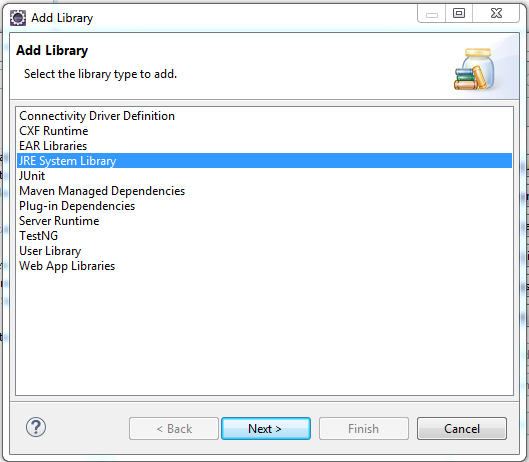 Add Library
Add Library
Select the library type to add.
Connectivity Driver Definition
CXF Runtime
EAR Libraries
JRE System Library
JUnit
Maven Managed Dependencies
Plug-in Dependencies
Server Runtime
TestNG
User Library
Web App Libraries
? < Back Next > Finish Cancel